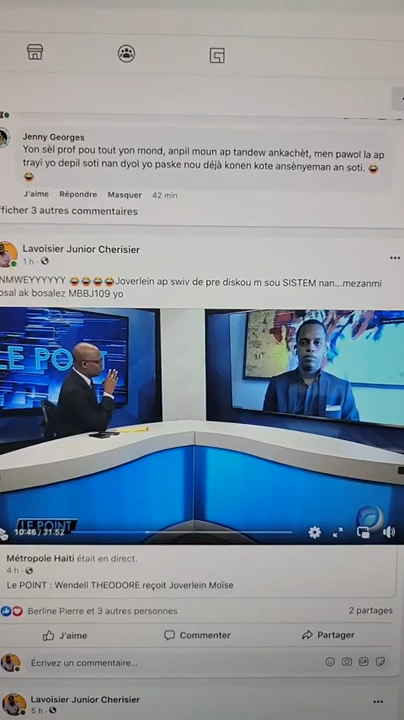 Jenny Georges
Yon sèl prof pou tout yon mond, anpil moun ap tandew ankachèt, men pawol la ap
trayi yo depil soti nan dyol yo paske nou déjà konen kote ansènyeman an soti. 😂
😂
J'aime Répondre Masquer 42 min
fficher 3 autres commentaires
Lavoisier Junior Cherisier
1 h
NMWEYYYYYY 😂😂😂😂Joverlein ap swiv de pre diskou m sou SISTEM nan...mezanmi
osal ak bosalez MBBJ109 yo
LE POINT
LE POINT
10:46 / 31:52
Métropole Haiti était en direct.
4 h
Le POINT : Wendell THEODORE reçoit Joverlein Moïse
Berline Pierre et 3 autres personnes 2 partages
J'aime Commenter Partager
Écrivez un commentaire...
GIF
Lavoisier Junior Cherisier
5 h